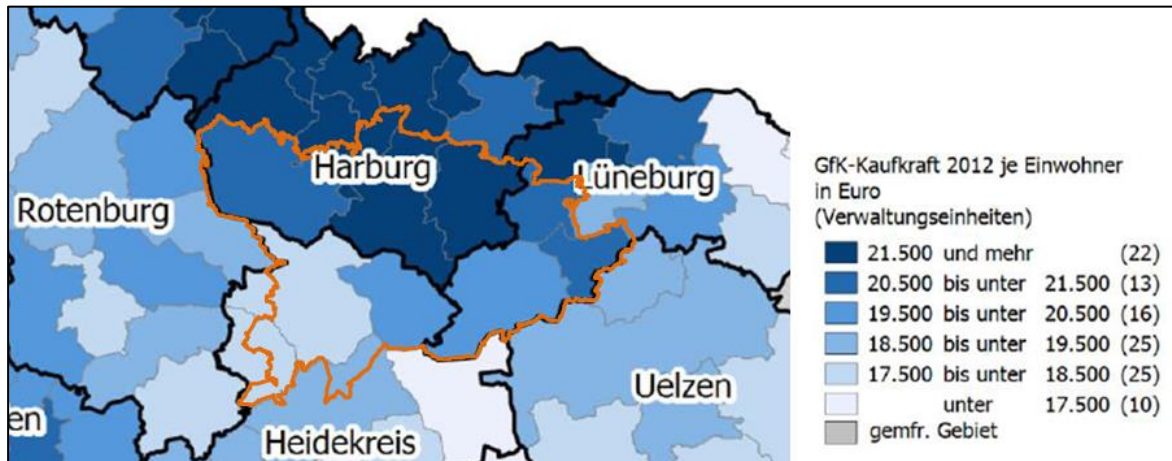 Harburg
Lüneburg
Rotenburg
Uelzen
en
Heidekreis
GfK-Kaufkraft 2012 je Einwohner
in Euro
(Verwaltungseinheiten)
21.500 und mehr (22)
20.500 bis unter 21.500 (13)
19.500 bis unter 20.500 (16)
18.500 bis unter 19.500 (25)
17.500 bis unter 18.500 (25)
unter 17.500 (10)
gemfr. Gebiet